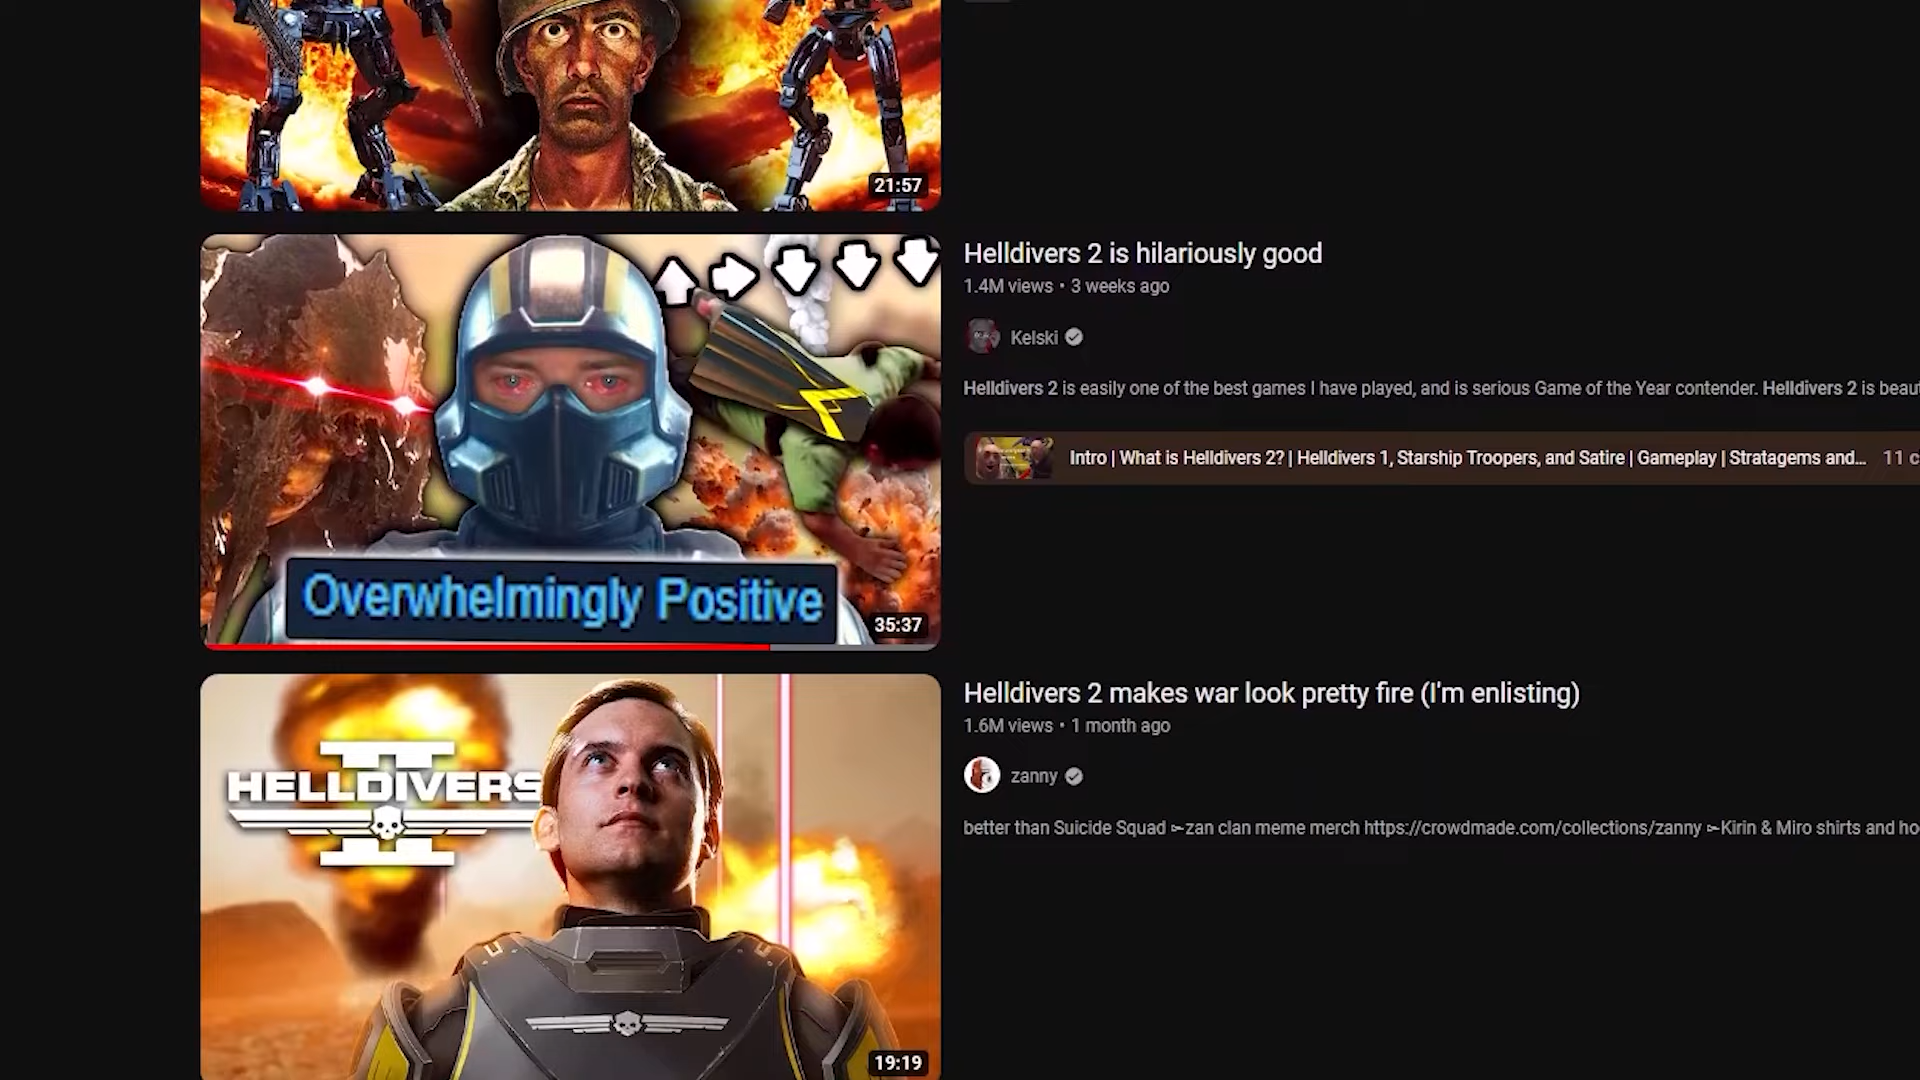 21:57
Helldivers 2 is hilariously good
1.4M views • 3 weeks ago
Kelski
Helldivers 2 is easily one of the best games I have played, and is serious Game of the Year contender. Helldivers 2 is beaut
Intro | What is Helldivers 2? | Helldivers 1, Starship Troopers, and Satire | Gameplay | Stratagems and... 11 c
Overwhelmingly Positive
35:37
Helldivers 2 makes war look pretty fire (I'm enlisting)
1.6M views • 1 month ago
zanny
better than Suicide Squad ➣zan clan meme merch https://crowdmade.com/collections/zanny ➣Kirin & Miro shirts and ho
II
HELLDIVERS
19:19